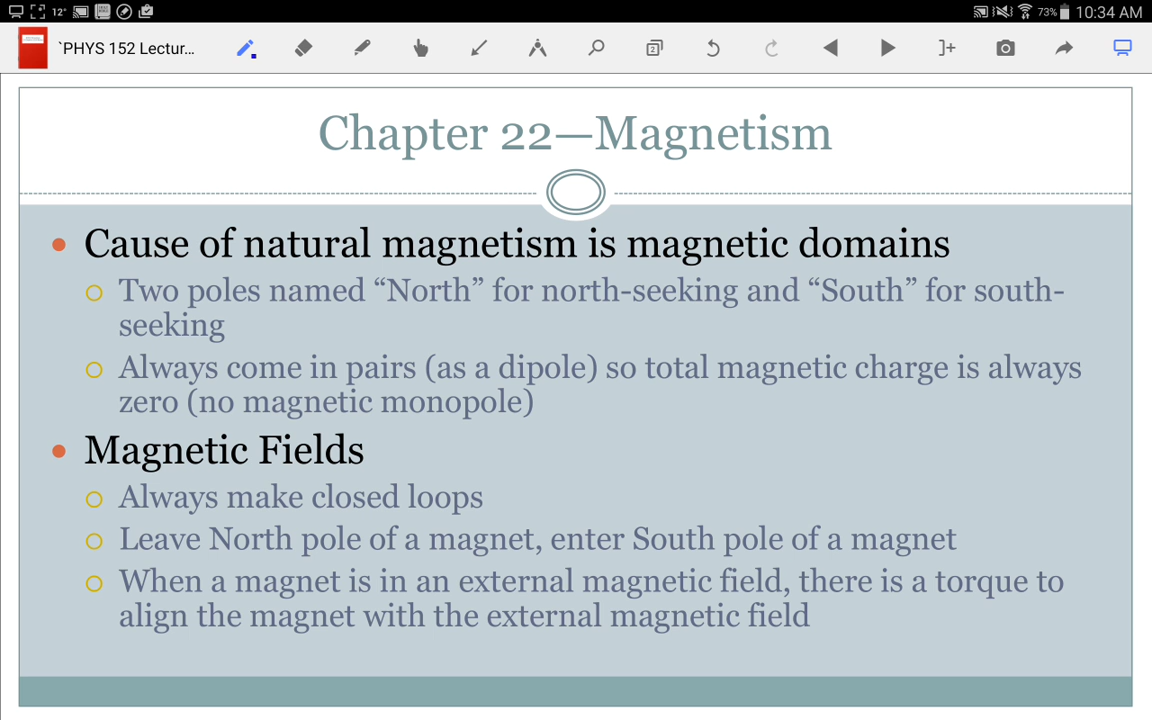 12°
73%
10:34 AM
`PHYS 152 Lectur...
2
Chapter 22—Magnetism
Cause of natural magnetism is magnetic domains
Two poles named “North” for north-seeking and “South” for south-
seeking
Always come in pairs (as a dipole) so total magnetic charge is always
zero (no magnetic monopole)
Magnetic Fields
Always make closed loops
Leave North pole of a magnet, enter South pole of a magnet
When a magnet is in an external magnetic field, there is a torque to
align the magnet with the external magnetic field